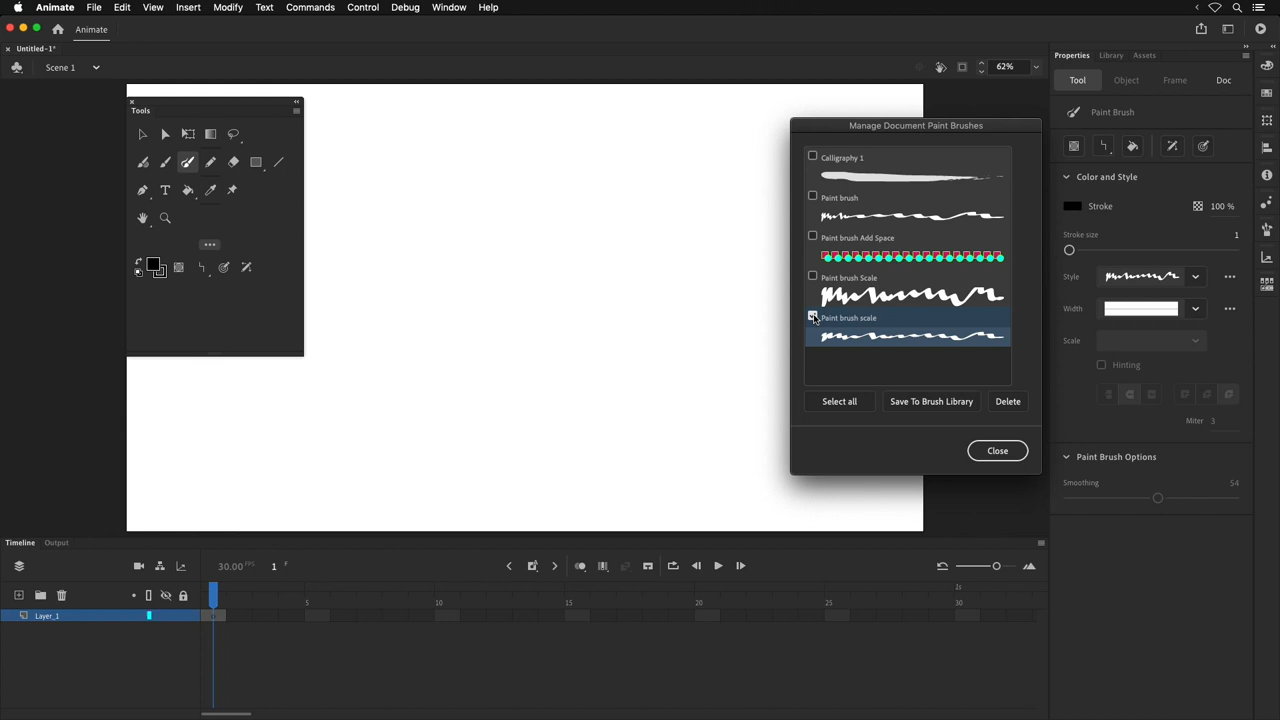 Animate File Edit View Insert Modify Text Commands Control Debug Window Help
Animate
Untitled-1*
Scene 1
62%
Properties Library Assets
Tool Object Frame Doc
Paint Brush
Color and Style
Stroke 100 %
Stroke size 1
Style
Width
Scale
Hinting
Miter 3
Paint Brush Options
Smoothing 54
Tools
Manage Document Paint Brushes
Calligraphy 1
Paint brush
Paint brush Add Space
Paint brush Scale
Paint brush scale
Select all Save To Brush Library Delete
Close
Timeline Output
30.00 FPS 1 F
1s
5 10 15 20 25 30
Layer_1